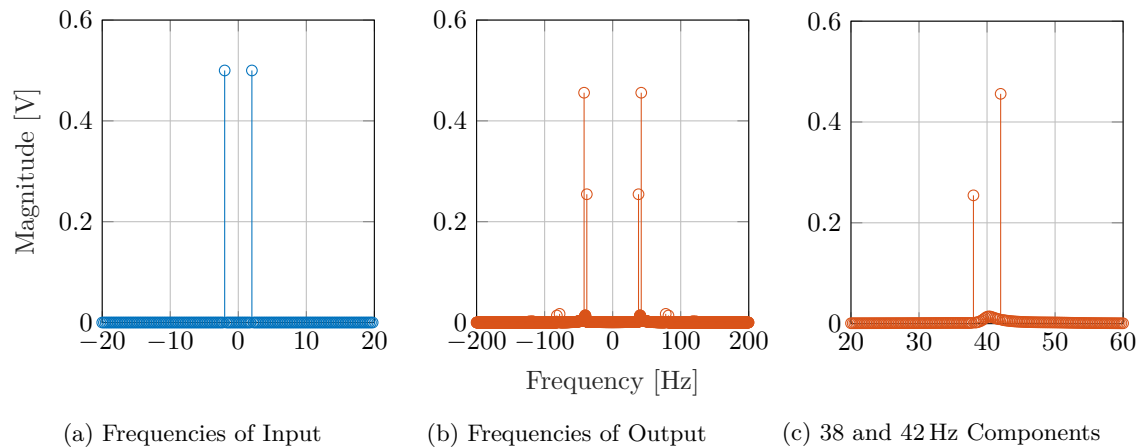 0.6 0.6 0.6
0.4 0.4 0.4
0.2 0.2 0.2
0 0 0
Magnitude [V]
−20 −10 0 10 20 −200 −100 0 100 200 20 30 40 50 60
Frequency [Hz]
(a) Frequencies of Input (b) Frequencies of Output (c) 38 and 42 Hz Components